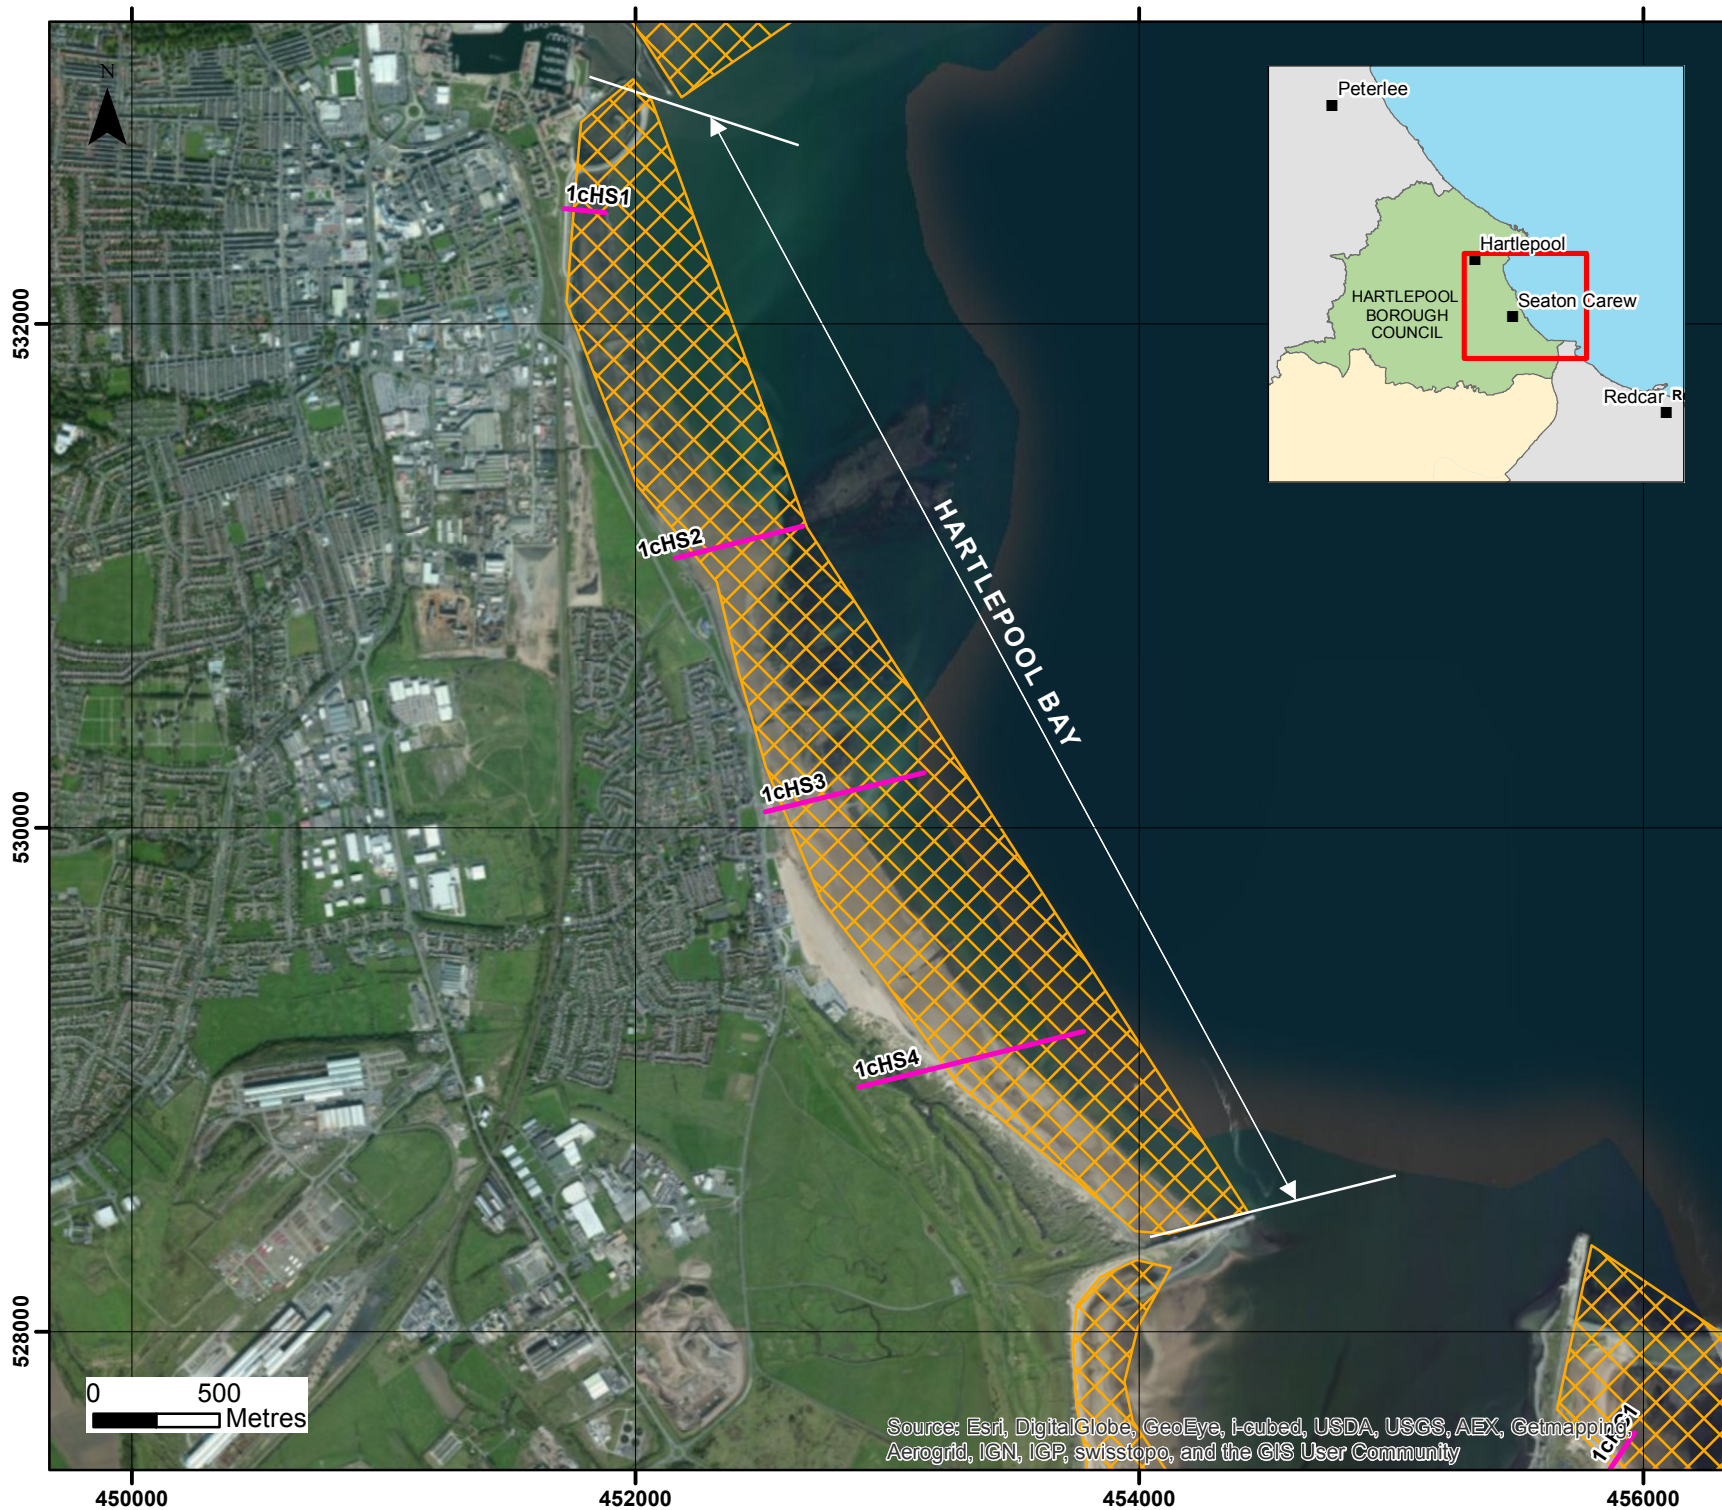 N
Peterlee
Hartlepool
HARTLEPOOL
BOROUGH
COUNCIL
Seaton Carew
Redcar
R
1cHS1
1cHS2
1cHS3
1cHS4
HARTLEPOOL BAY
532000
530000
528000
0 500
Metres
Source: Esri, DigitalGlobe, GeoEye, i-cubed, USDA, USGS, AEX, Getmapping,
Aerogrid, IGN, IGP, swisstopo, and the GIS User Community
450000 452000 454000 456000